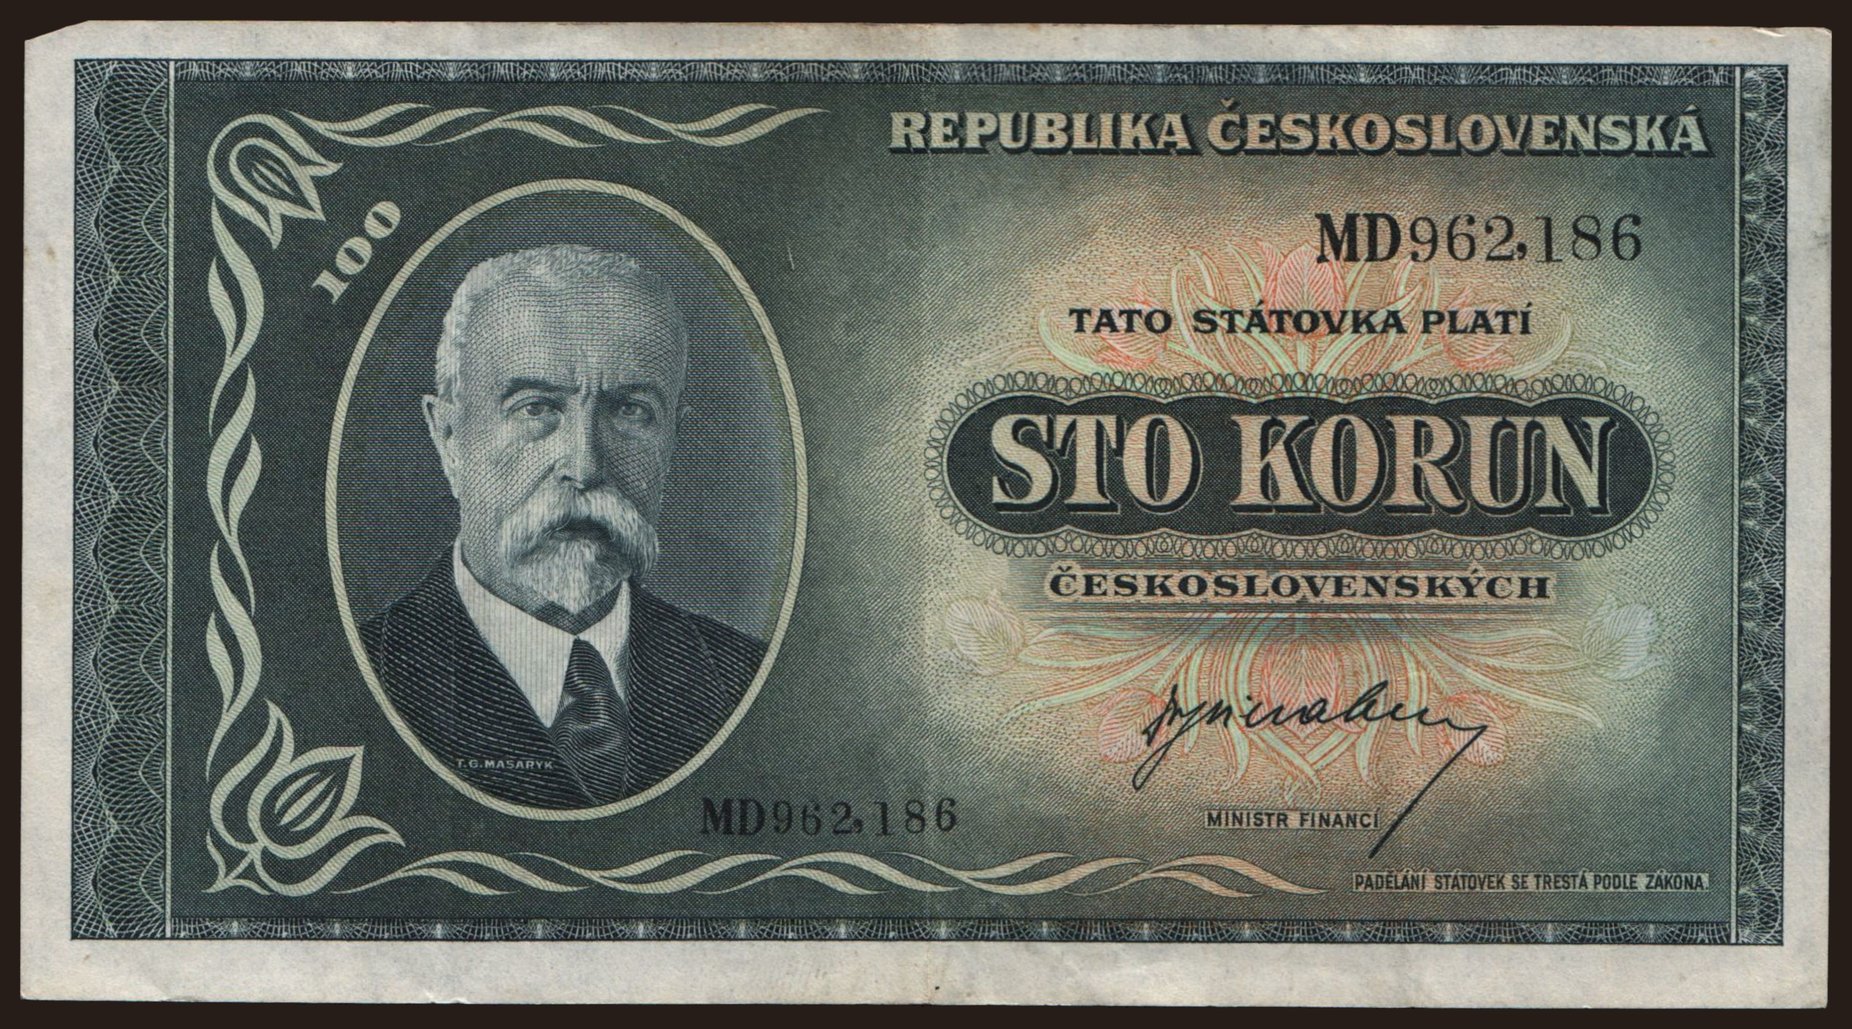 REPUBLIKA ČESKOSLOVENSKÁ
100
MD962,186
TATO STÁTOVKA PLATÍ
STO KORUN
ČESKOSLOVENSKÝCH
T.G.MASARYK
MD962,186
MINISTR FINANCÍ
PADĚLÁNÍ STÁTOVEK SE TRESTÁ PODLE ZÁKONA.